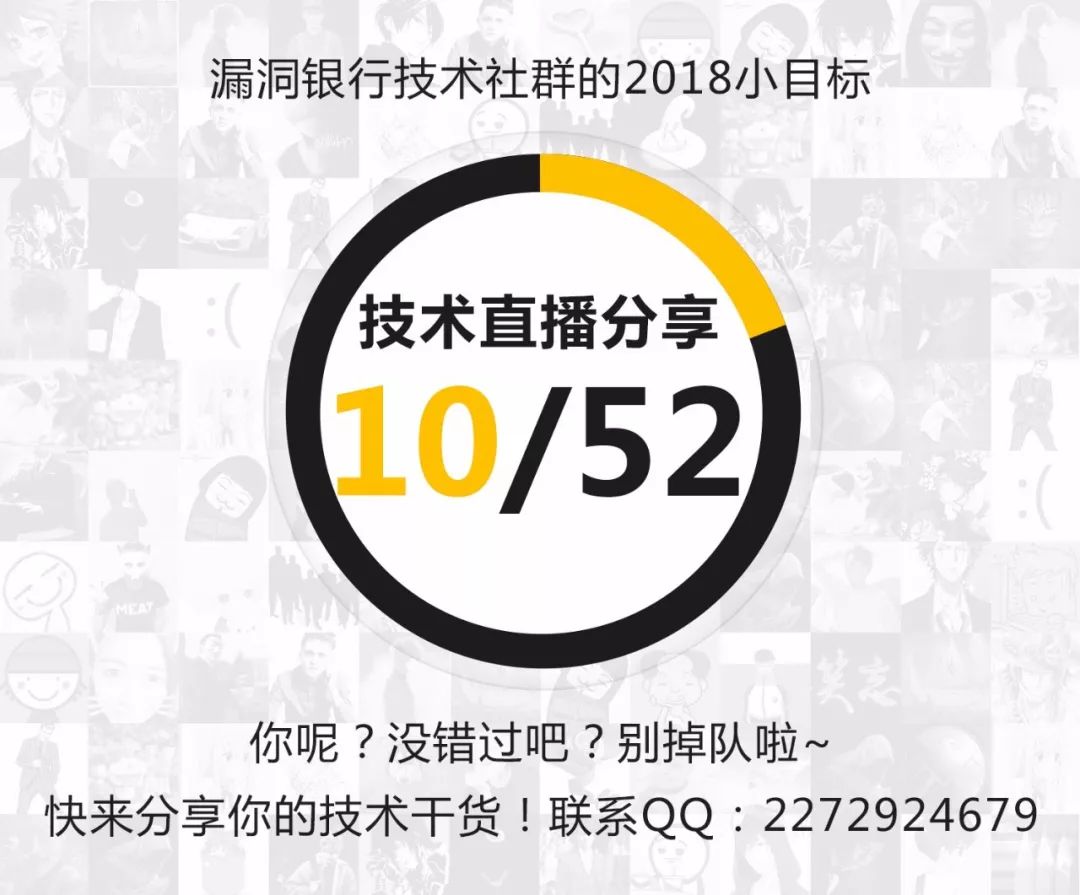 漏洞银行技术社群的2018小目标
技术直播分享
10/52
MEAT
你呢？没错过吧？别掉队啦~
快来分享你的技术干货！联系QQ：2272924679